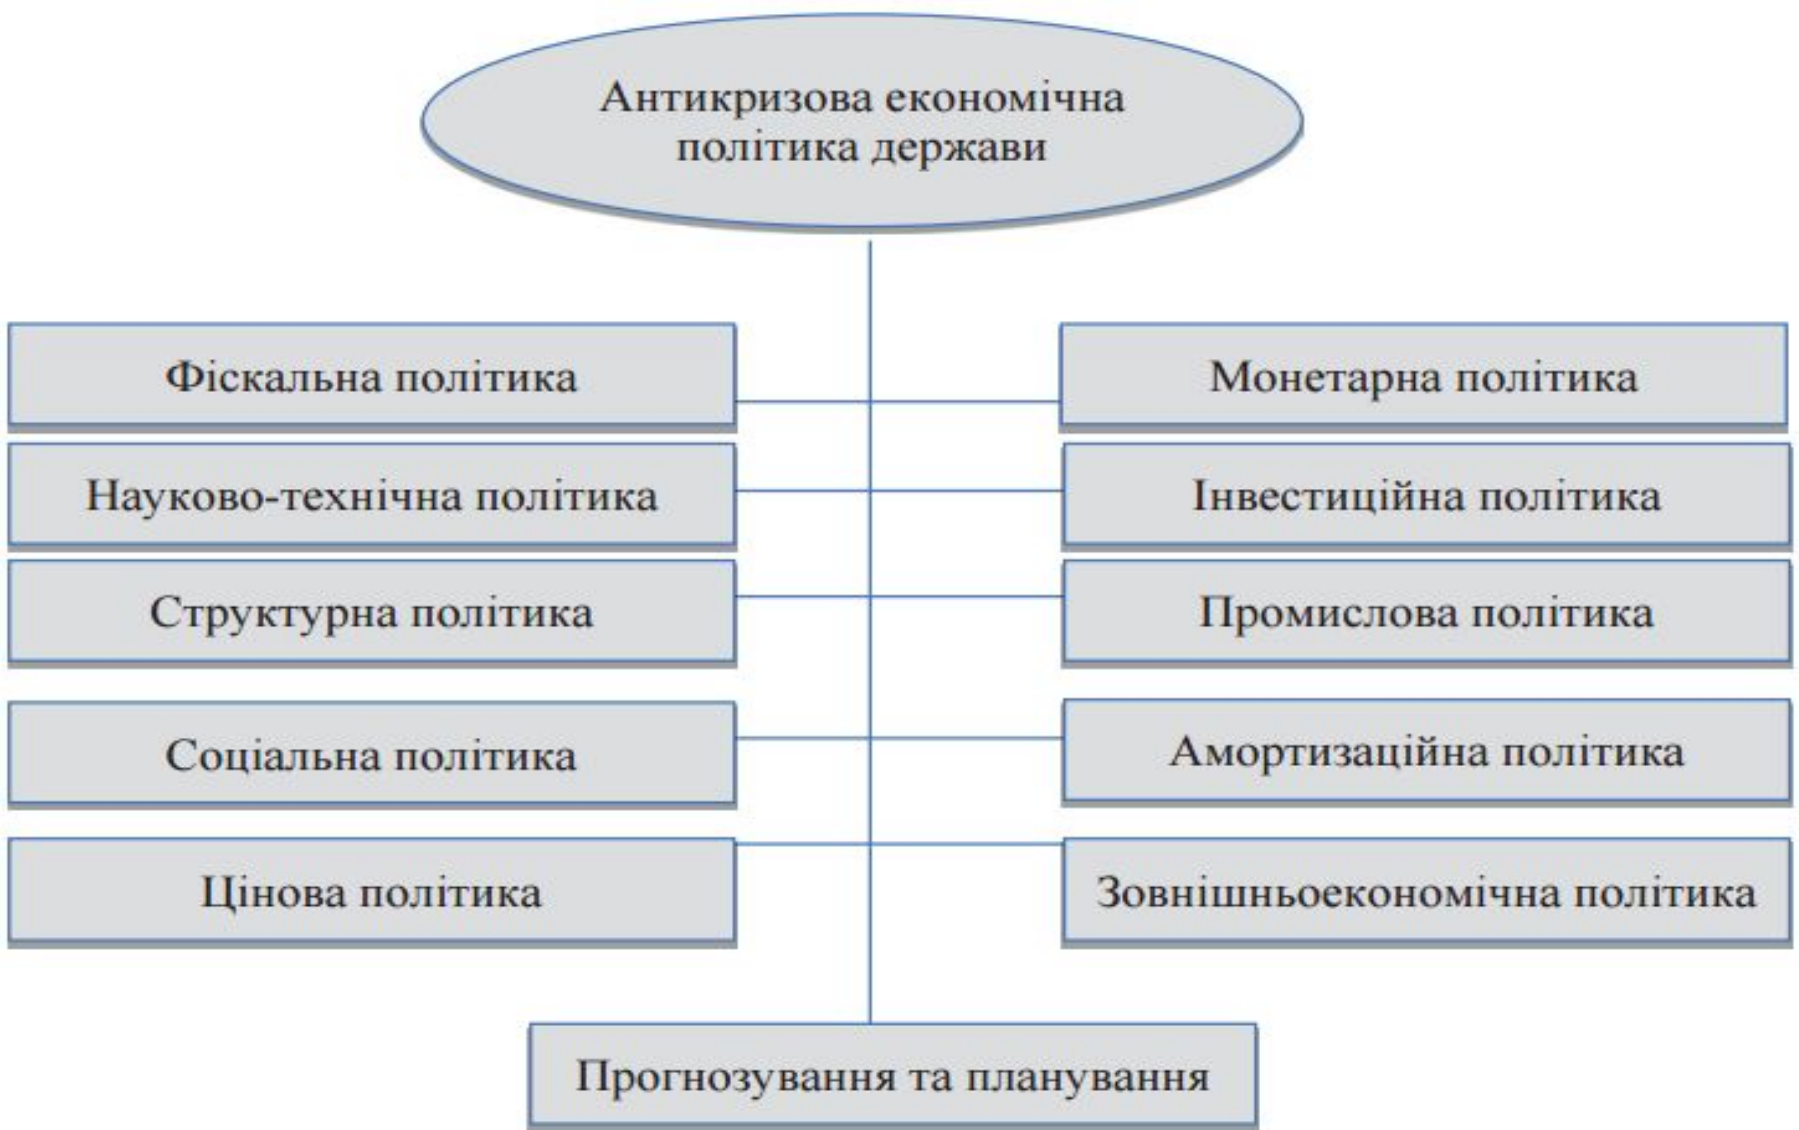 Антикризова економічна
політика держави
Фіскальна політика
Монетарна політика
Науково-технічна політика
Інвестиційна політика
Структурна політика
Промислова політика
Соціальна політика
Амортизаційна політика
Цінова політика
Зовнішньоекономічна політика
Прогнозування та планування